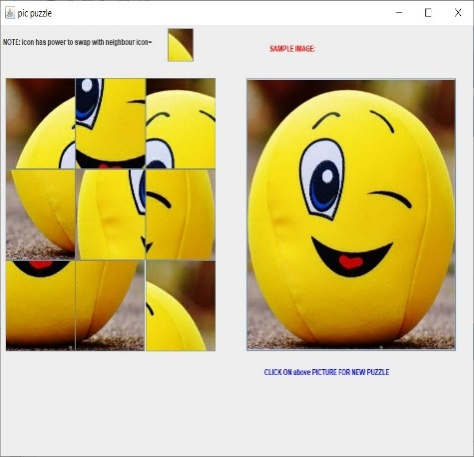 pic puzzle
NOTE: icon has power to swap with neighbour icon=
SAMPLE IMAGE:
CLICK ON above PICTURE FOR NEW PUZZLE